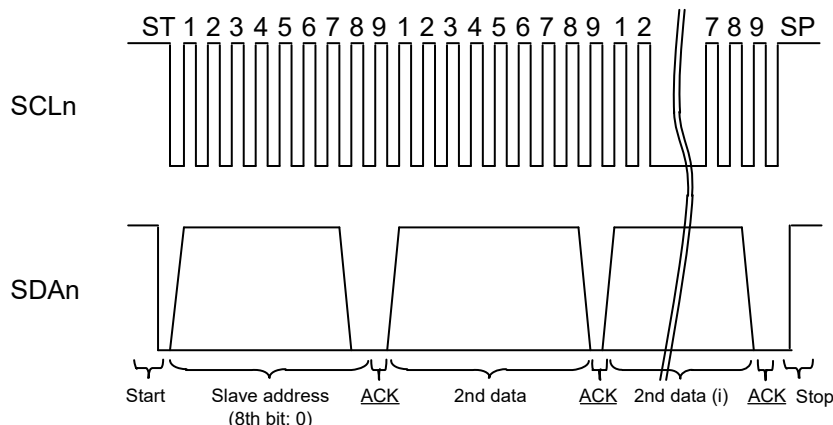 ST 1 2 3 4 5 6 7 8 9 1 2 3 4 5 6 7 8 9 1 2 7 8 9 SP
SCLn
SDAn
Start Slave address ACK 2nd data ACK 2nd data (i) ACK Stop
(8th bit: 0)